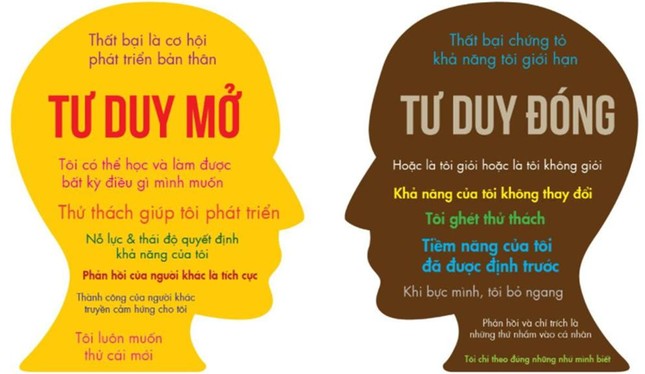 Thất bại là cơ hội
phát triển bản thân
TƯ DUY MỞ
Tôi có thể học và làm được
bất kỳ điều gì mình muốn
Thử thách giúp tôi phát triển
Nỗ lực & thái độ quyết định
khả năng của tôi
Phản hồi của người khác là tích cực
Thành công của người khác
truyền cảm hứng cho tôi
Tôi luôn muốn
thử cái mới
Thất bại chứng tỏ
khả năng tôi giới hạn
TƯ DUY ĐÓNG
Hoặc là tôi giỏi hoặc là tôi không giỏi
Khả năng của tôi không thay đổi
Tôi ghét thử thách
Tiềm năng của tôi
đã được định trước
Khi bực mình, tôi bỏ ngang
Phản hồi và chỉ trích là
những thứ nhắm vào cá nhân
Tôi chỉ theo đúng những như mình biết